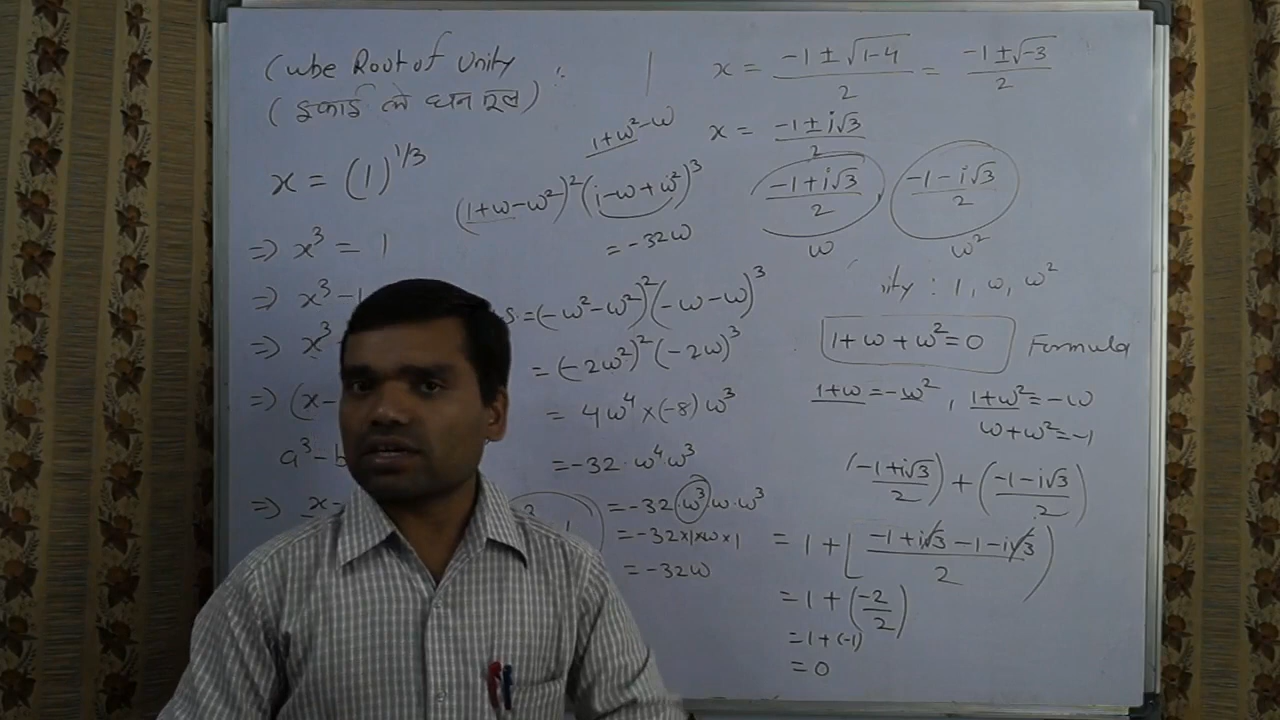 Cube Root of Unity
( इकाई के घन मूल )
x = (1)^{1/3}
⇒ x³ = 1
⇒ x³ - 1
⇒ x³
⇒ (x-
a³ - b
⇒ x-
1+ω²-ω
(1+ω-ω²)²(1-ω+ω²)³
= -32ω
S. = (-ω²-ω²)²(-ω-ω)³
= (-2ω²)²(-2ω)³
= 4ω⁴ × (-8)ω³
= -32·ω⁴·ω³
= -32·ω³·ω·ω³
= -32×1×ω×1
= -32ω
x = (-1 ± √(1-4))/2 = (-1 ± √-3)/2
x = (-1 ± i√3)/2
(-1+i√3)/2 (-1-i√3)/2
ω ω²
ity : 1, ω, ω²
1+ω+ω²=0 Formula
1+ω = -ω² , 1+ω² = -ω
ω+ω²=-1
((-1+i√3)/2) + ((-1-i√3)/2)
= 1 + [(-1+i√3-1-i√3)/2)
= 1 + (-2/2)
= 1 + (-1)
= 0